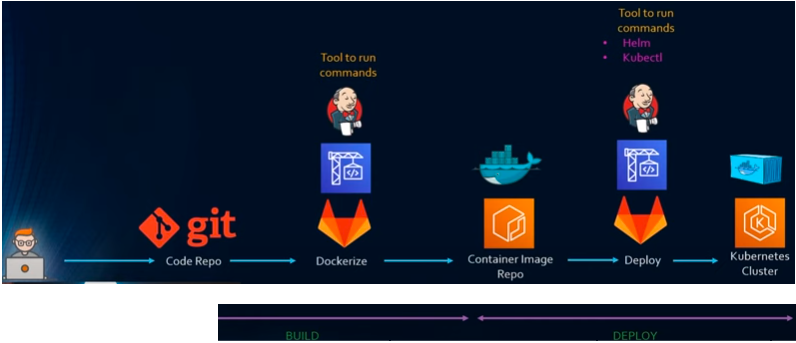 Tool to run
commands
• Helm
• Kubectl
Tool to run
commands
git
Code Repo
Dockerize
Container Image
Repo
Deploy
Kubernetes
Cluster
K
BUILD
DEPLOY